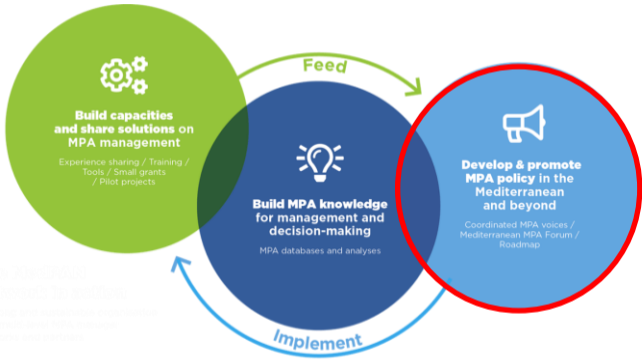 Feed
Build capacities
and share solutions on
MPA management
Experience sharing / Training /
Tools / Small grants
/ Pilot projects
Build MPA knowledge
for management and
decision-making
MPA databases and analyses
Develop & promote
MPA policy in the
Mediterranean
and beyond
Coordinated MPA voices /
Mediterranean MPA Forum /
Roadmap
Implement